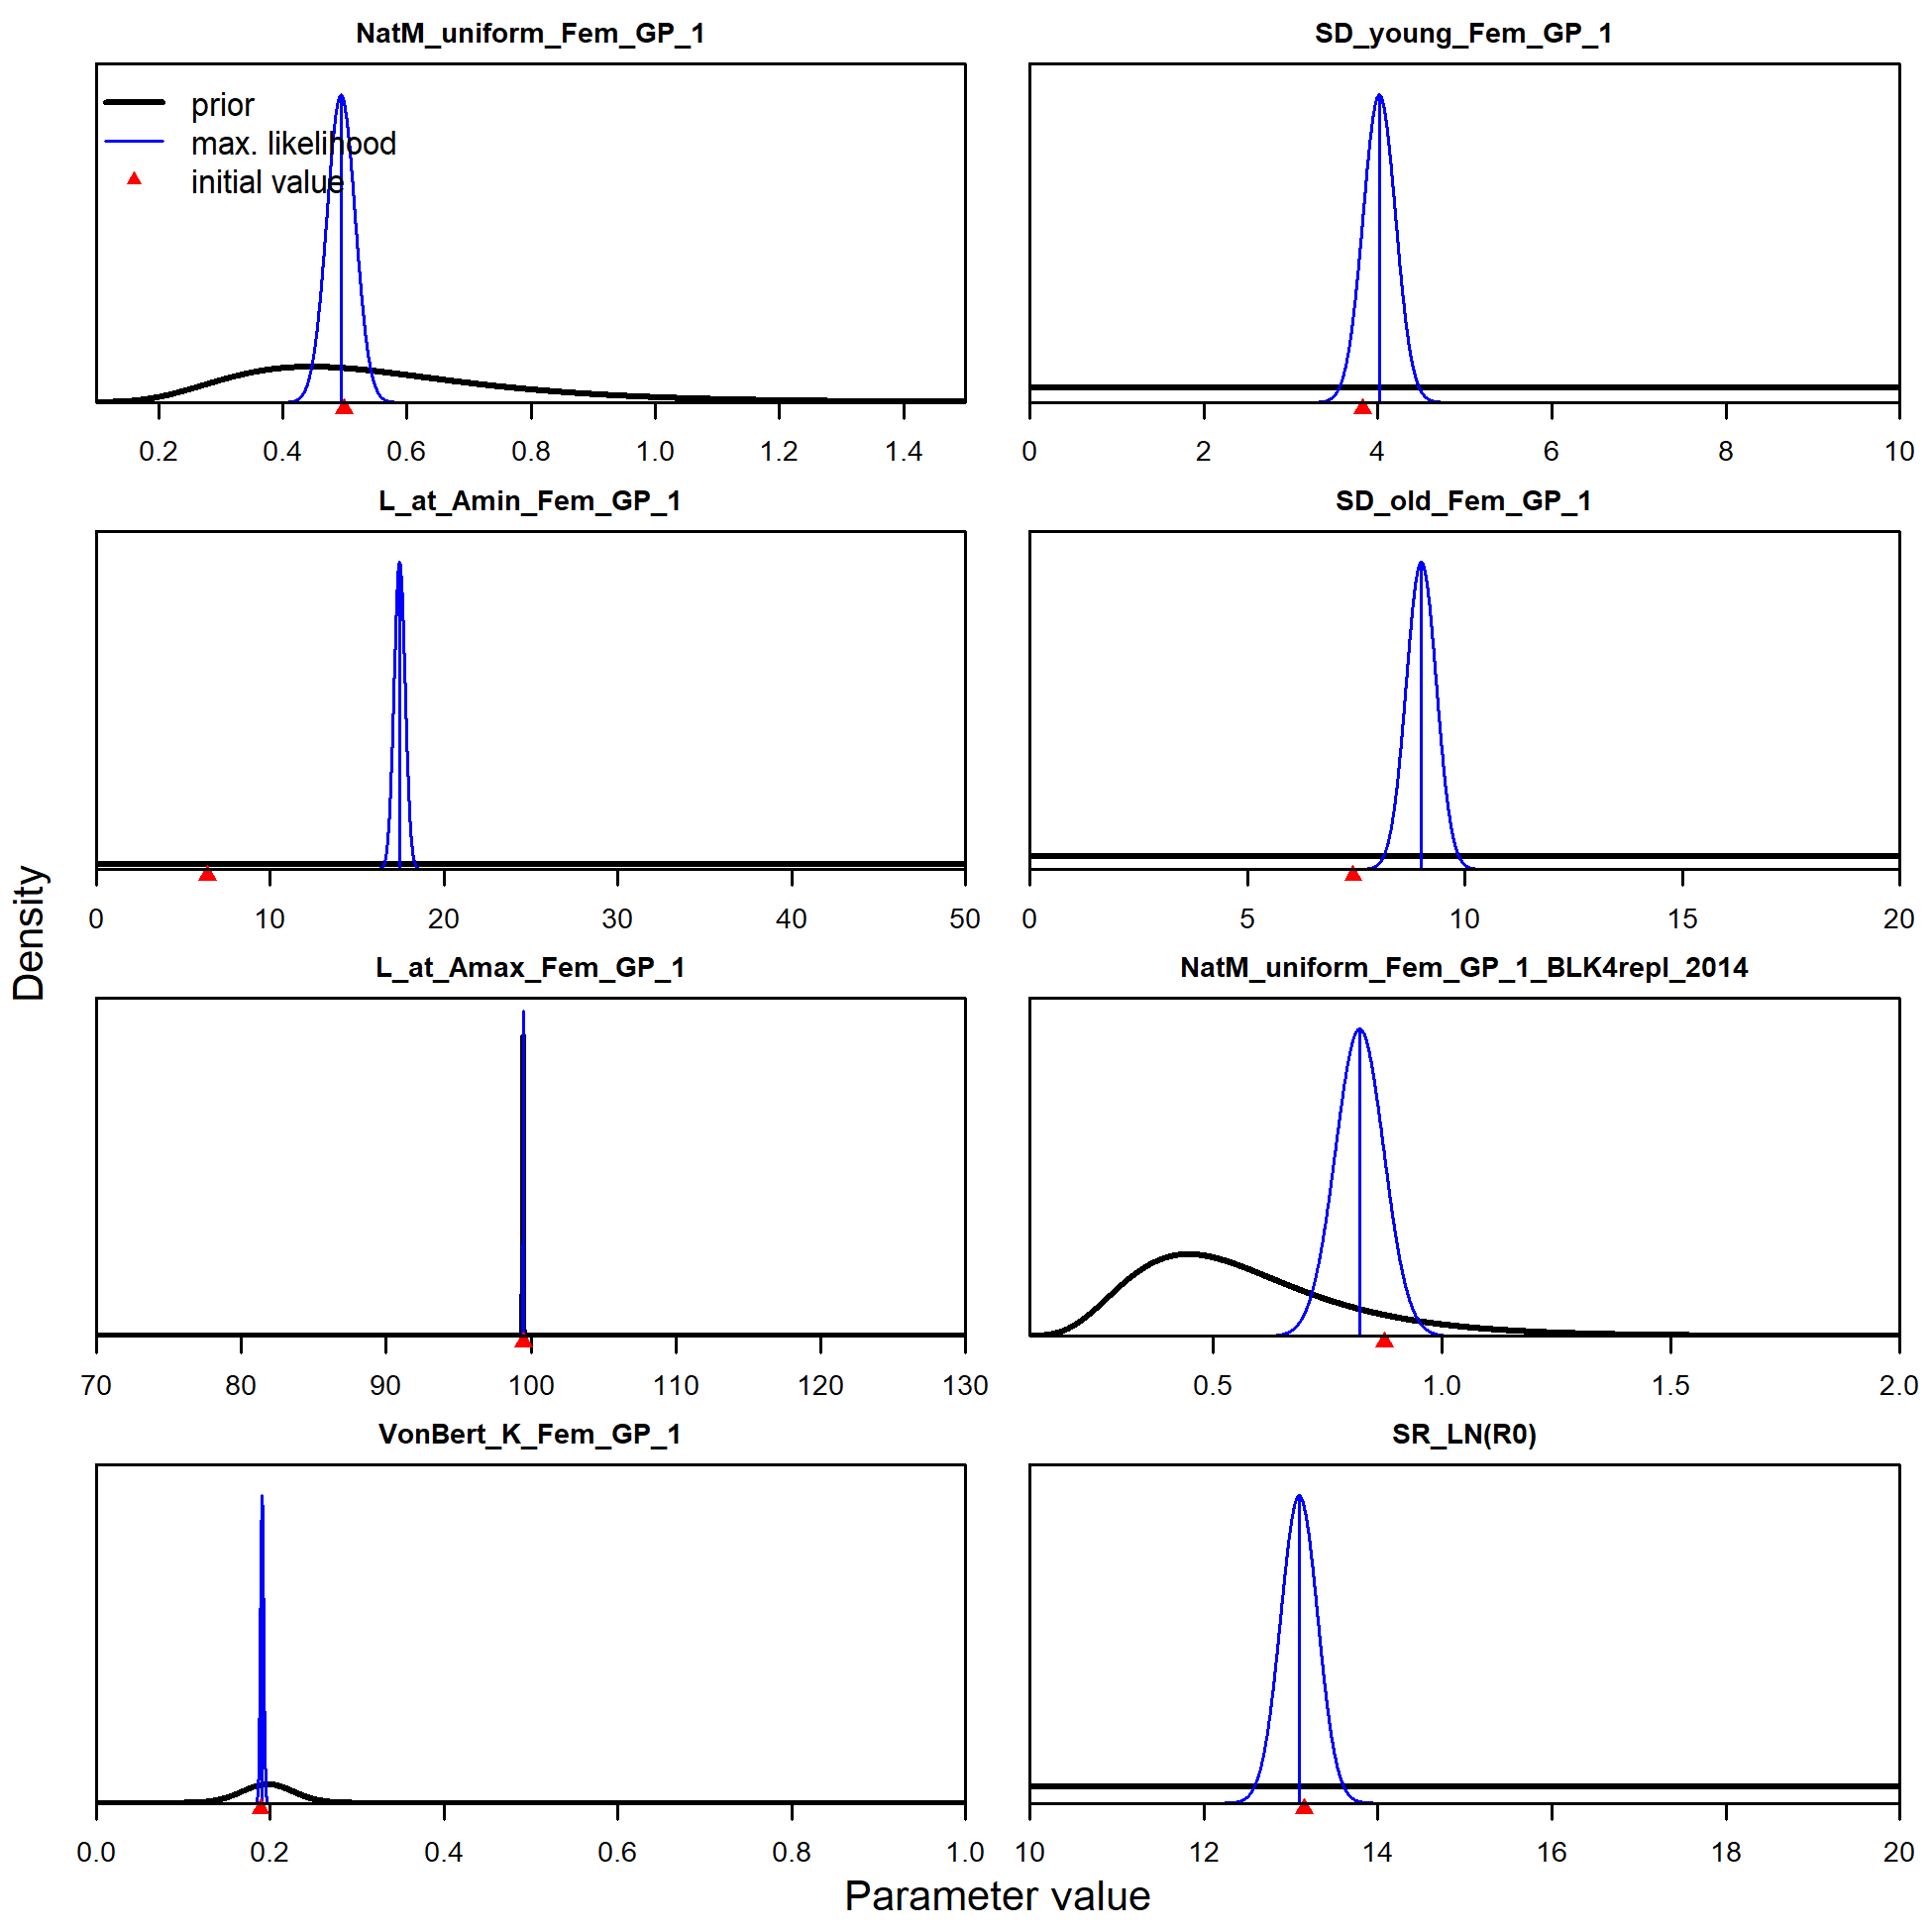 NatM_uniform_Fem_GP_1
prior
max. likelihood
initial value
0.2 0.4 0.6 0.8 1.0 1.2 1.4
SD_young_Fem_GP_1
0 2 4 6 8 10
L_at_Amin_Fem_GP_1
0 10 20 30 40 50
SD_old_Fem_GP_1
0 5 10 15 20
L_at_Amax_Fem_GP_1
70 80 90 100 110 120 130
NatM_uniform_Fem_GP_1_BLK4repl_2014
0.5 1.0 1.5 2.0
VonBert_K_Fem_GP_1
0.0 0.2 0.4 0.6 0.8 1.0
SR_LN(R0)
10 12 14 16 18 20
Density
Parameter value